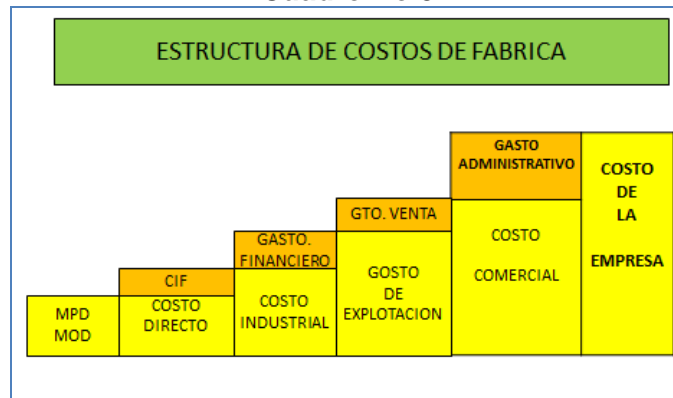 ESTRUCTURA DE COSTOS DE FABRICA
GASTO
ADMINISTRATIVO
COSTO
DE
LA
EMPRESA
GTO. VENTA
COSTO
COMERCIAL
GASTO.
FINANCIERO
GOSTO
DE
EXPLOTACION
CIF
COSTO
INDUSTRIAL
COSTO
DIRECTO
MPD
MOD